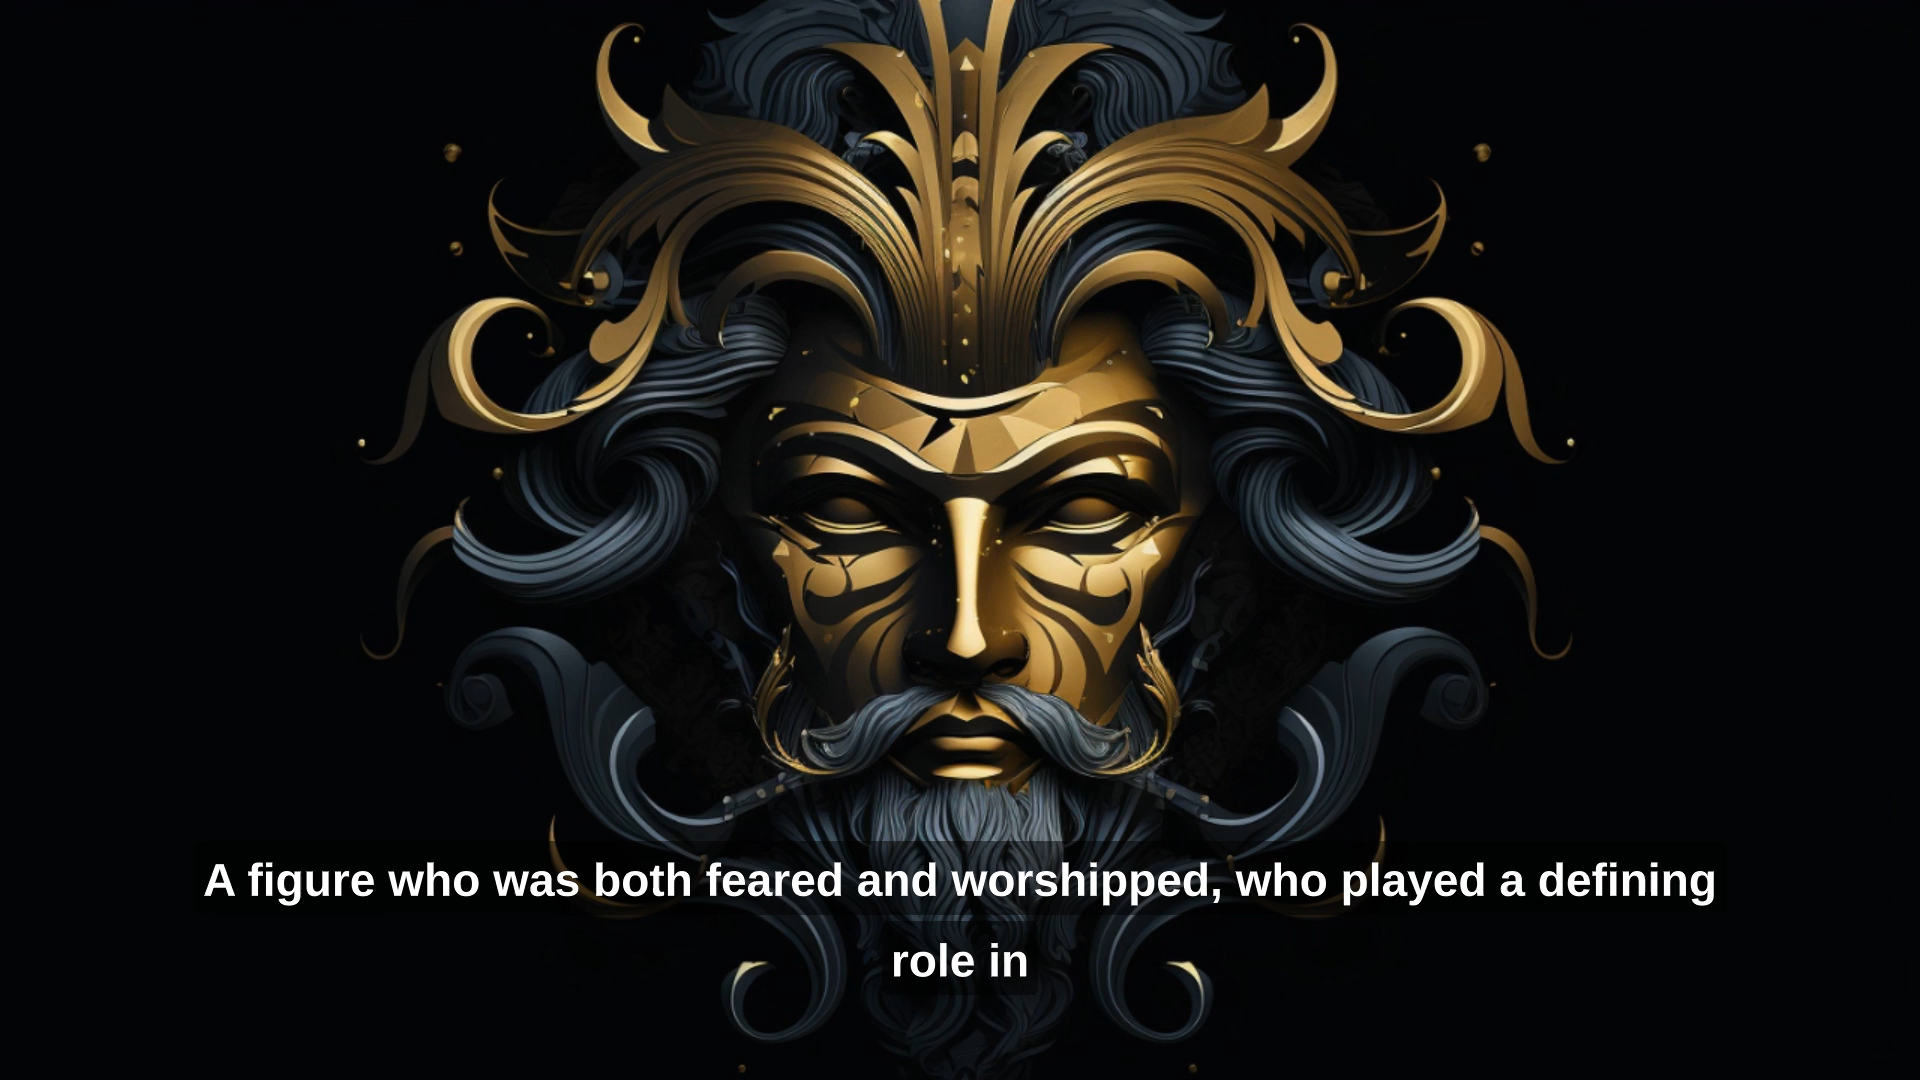 A figure who was both feared and worshipped, who played a defining
role in